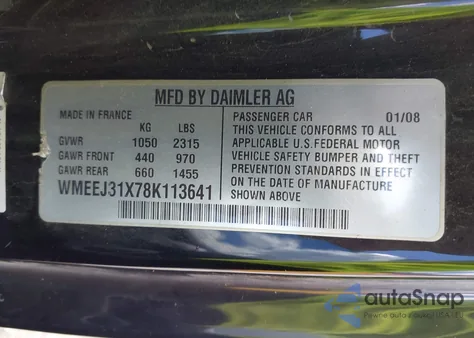 MFD BY DAIMLER AG
MADE IN FRANCE
KG LBS
GVWR 1050 2315
GAWR FRONT 440 970
GAWR REAR 660 1455
WMEEJ31X78K113641
PASSENGER CAR 01/08
THIS VEHICLE CONFORMS TO ALL
APPLICABLE U.S. FEDERAL MOTOR
VEHICLE SAFETY BUMPER AND THEFT
PREVENTION STANDARDS IN EFFECT
ON THE DATE OF MANUFACTURE
SHOWN ABOVE
autoSnap